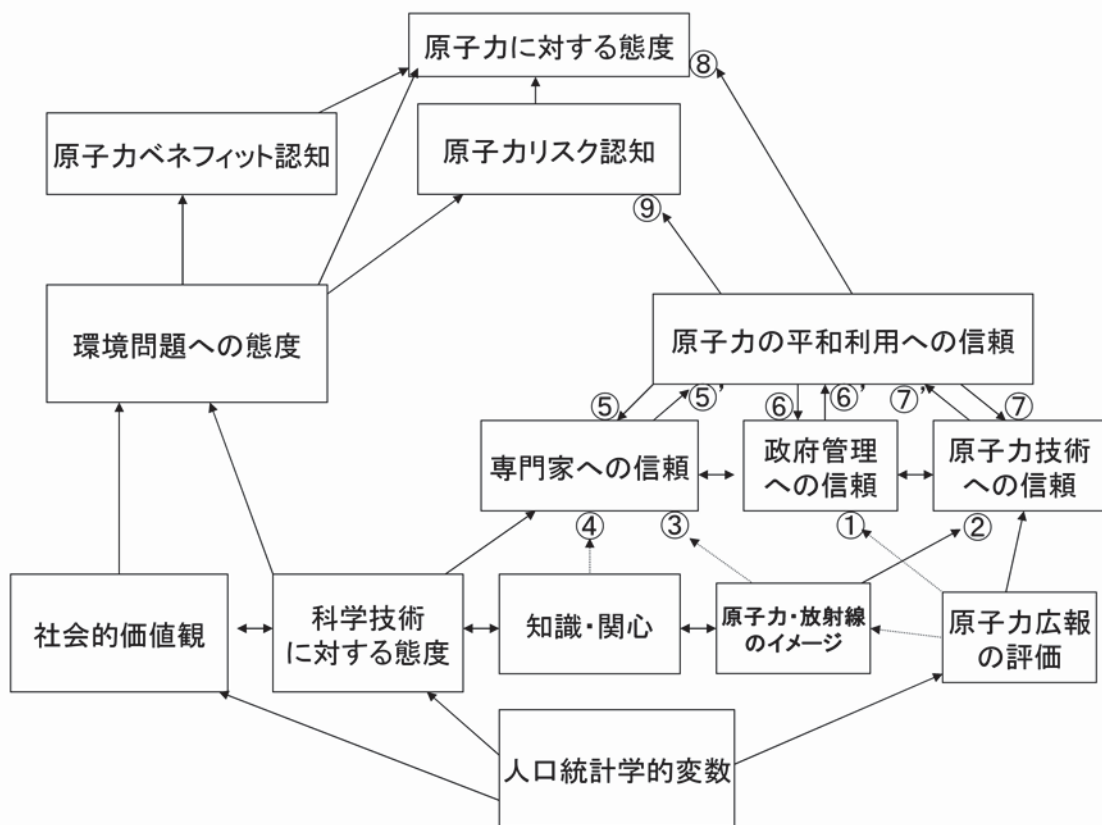 原子力に対する態度
⑧
原子力ベネフィット認知
原子力リスク認知
⑨
環境問題への態度
原子力の平和利用への信頼
⑤
⑤’
⑥
⑥’
⑦’
⑦
専門家への信頼
政府管理
への信頼
原子力技術
への信頼
④
③
①
②
社会的価値観
科学技術
に対する態度
知識・関心
原子力・放射線
のイメージ
原子力広報
の評価
人口統計学的変数